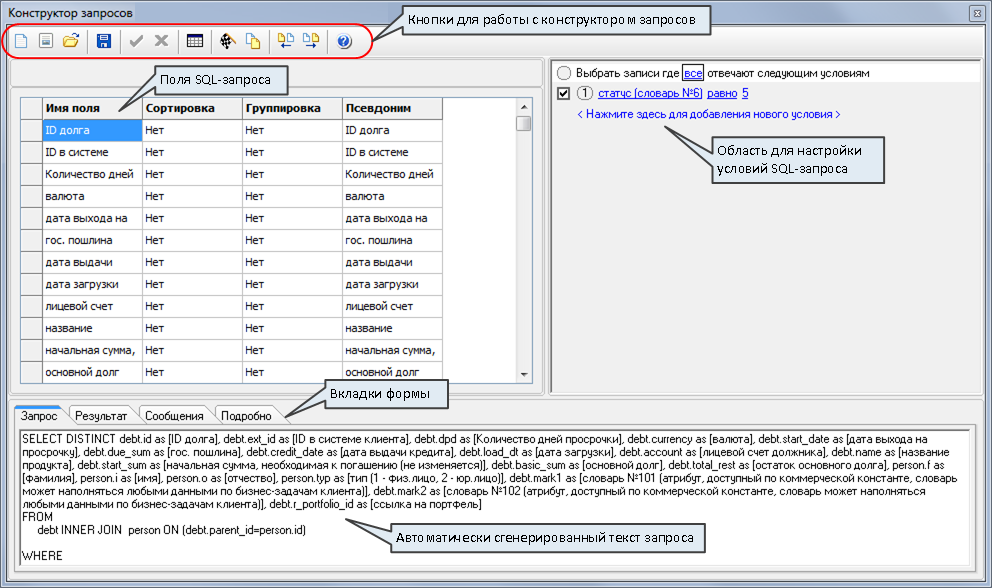 Конструктор запросов
Кнопки для работы с конструктором запросов
Поля SQL-запроса
Выбрать записи где все отвечают следующим условиям
1 статус (словарь №6) равно 5
< Нажмите здесь для добавления нового условия >
Область для настройки
условий SQL-запроса
Имя поля Сортировка Группировка Псевдоним
ID долга Нет Нет ID долга
ID в системе Нет Нет ID в системе
Количество дней Нет Нет Количество дней
валюта Нет Нет валюта
дата выхода на Нет Нет дата выхода на
гос. пошлина Нет Нет гос. пошлина
дата выдачи Нет Нет дата выдачи
дата загрузки Нет Нет дата загрузки
лицевой счет Нет Нет лицевой счет
название Нет Нет название
начальная сумма, Нет Нет начальная сумма,
основной долг Нет Нет основной долг
Вкладки формы
Запрос Результат Сообщения Подробно
SELECT DISTINCT debt.id as [ID долга], debt.ext_id as [ID в системе клиента], debt.dpd as [Количество дней просрочки], debt.currency as [валюта], debt.start_date as [дата выхода на
просрочку], debt.due_sum as [гос. пошлина], debt.credit_date as [дата выдачи кредита], debt.load_dt as [дата загрузки], debt.account as [лицевой счет должника], debt.name as [название
продукта], debt.start_sum as [начальная сумма, необходимая к погашению (не изменяется)], debt.basic_sum as [основной долг], debt.total_rest as [остаток основного долга], person.f as
[фамилия], person.i as [имя], person.o as [отчество], person.typ as [тип (1 - Физ.лицо, 2 - юр.лицо)], debt.mark1 as [словарь №101 (атрибут, доступный по коммерческой константе, словарь
может наполняться любыми данными по бизнес-задачам клиента)], debt.mark2 as [словарь №102 (атрибут, доступный по коммерческой константе, словарь может наполняться
любыми данными по бизнес-задачам клиента)], debt.r_portfolio_id as [ссылка на портфель]
FROM
debt INNER JOIN person ON (debt.parent_id=person.id)
WHERE
Автоматически сгенерированный текст запроса